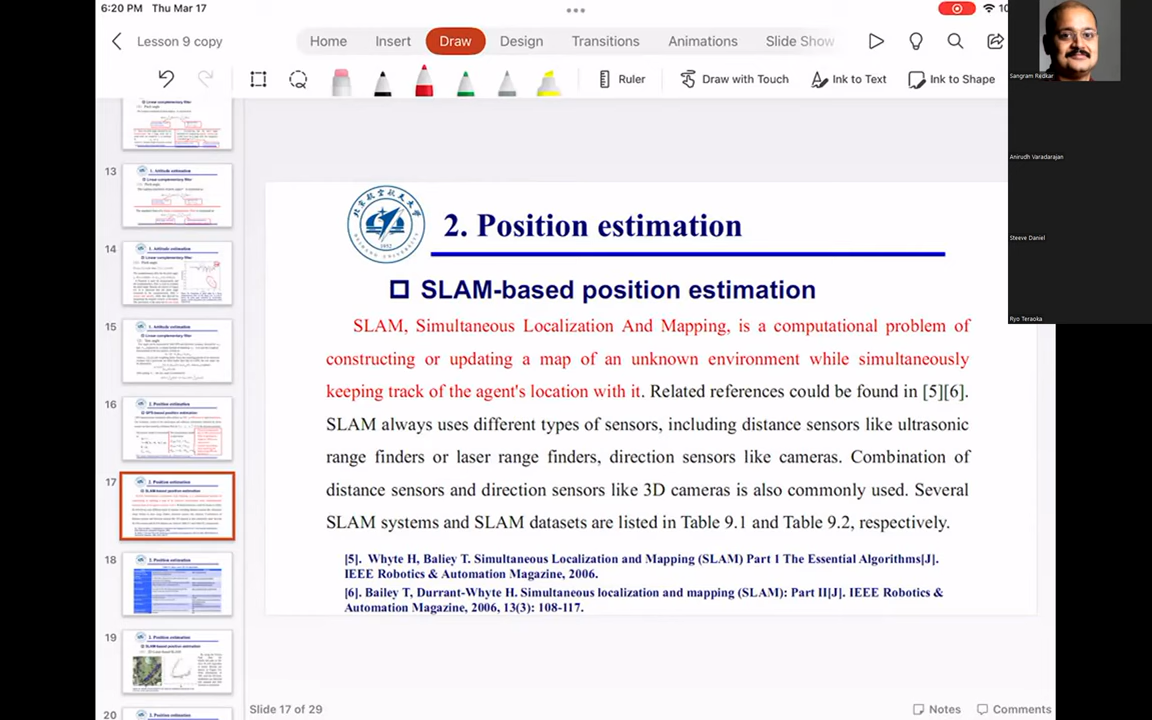 6:20 PM Thu Mar 17
Lesson 9 copy
Home Insert Draw Design Transitions Animations Slide Show
Ruler Draw with Touch Ink to Text Ink to Shape
Sangram Redkar
Anirudh Varadarajan
Steeve Daniel
Ryo Teraoka
13
14
15
16
17
18
19
20
2. Position estimation
SLAM-based position estimation
SLAM, Simultaneous Localization And Mapping, is a computational problem of
constructing or updating a map of an unknown environment while simultaneously
keeping track of the agent's location with it. Related references could be found in [5][6].
SLAM always uses different types of sensors, including distance sensors like ultrasonic
range finders or laser range finders, direction sensors like cameras. Combination of
distance sensors and direction sensors like 3D cameras is also commonly used. Several
SLAM systems and SLAM datasets are listed in Table 9.1 and Table 9.2, respectively.
[5]. Whyte H, Baliey T. Simultaneous Localization and Mapping (SLAM) Part 1 The Essential Algorithms[J].
IEEE Robotics & Automation Magazine, 2006.
[6]. Bailey T, Durrant-Whyte H. Simultaneous localization and mapping (SLAM): Part II[J]. IEEE Robotics &
Automation Magazine, 2006, 13(3): 108-117.
Slide 17 of 29
Notes Comments